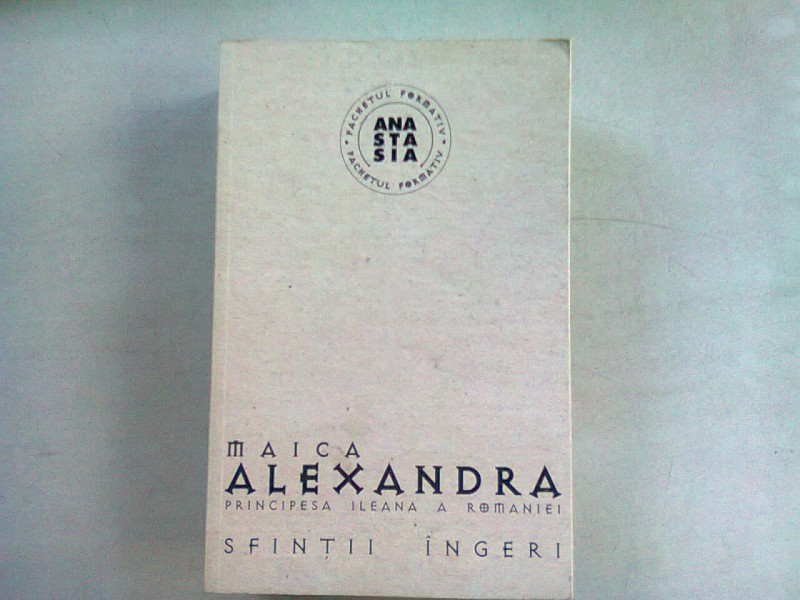 PACHETUL FORMATIV
ANA
STA
SIA
PACHETUL FORMATIV
MAICA
ALEXANDRA
PRINCIPESA ILEANA A ROMANIEI
SFINȚII ÎNGERI